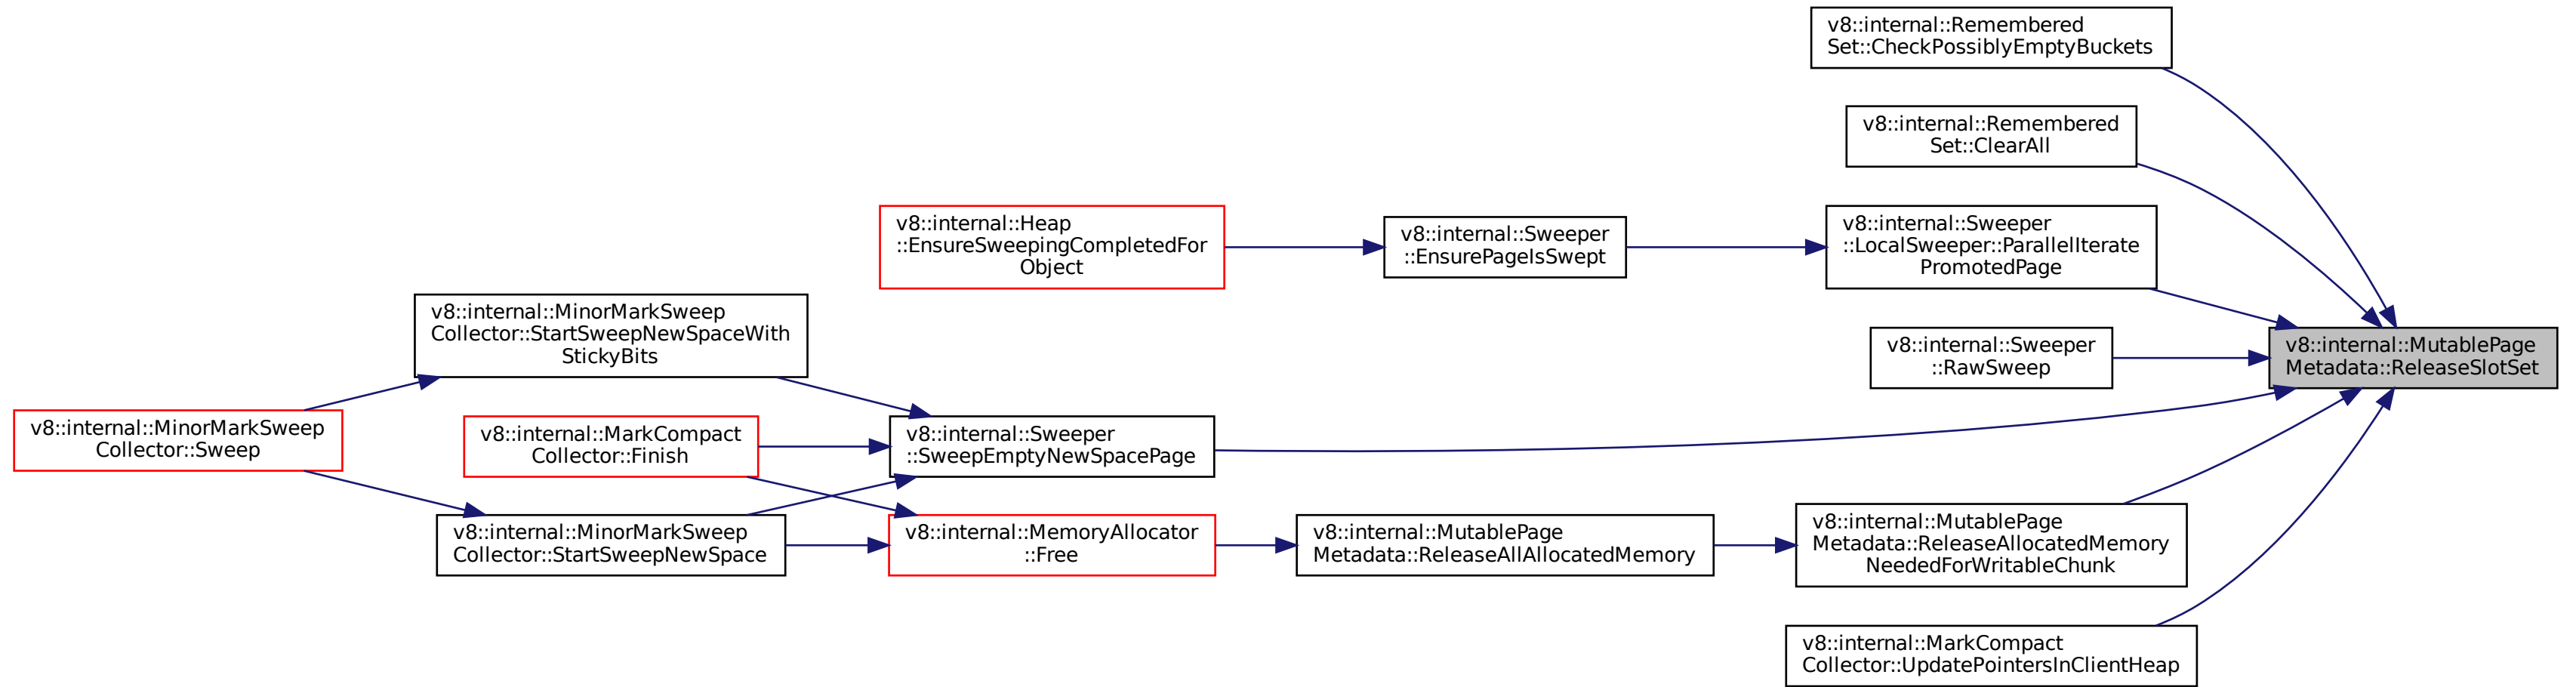 v8::internal::Remembered
Set::CheckPossiblyEmptyBuckets
v8::internal::Remembered
Set::ClearAll
v8::internal::Heap
::EnsureSweepingCompletedFor
Object
v8::internal::Sweeper
::EnsurePageIsSwept
v8::internal::Sweeper
::LocalSweeper::ParallelIterate
PromotedPage
v8::internal::MinorMarkSweep
Collector::StartSweepNewSpaceWith
StickyBits
v8::internal::Sweeper
::RawSweep
v8::internal::MutablePage
Metadata::ReleaseSlotSet
v8::internal::MinorMarkSweep
Collector::Sweep
v8::internal::MarkCompact
Collector::Finish
v8::internal::Sweeper
::SweepEmptyNewSpacePage
v8::internal::MinorMarkSweep
Collector::StartSweepNewSpace
v8::internal::MemoryAllocator
::Free
v8::internal::MutablePage
Metadata::ReleaseAllAllocatedMemory
v8::internal::MutablePage
Metadata::ReleaseAllocatedMemory
NeededForWritableChunk
v8::internal::MarkCompact
Collector::UpdatePointersInClientHeap